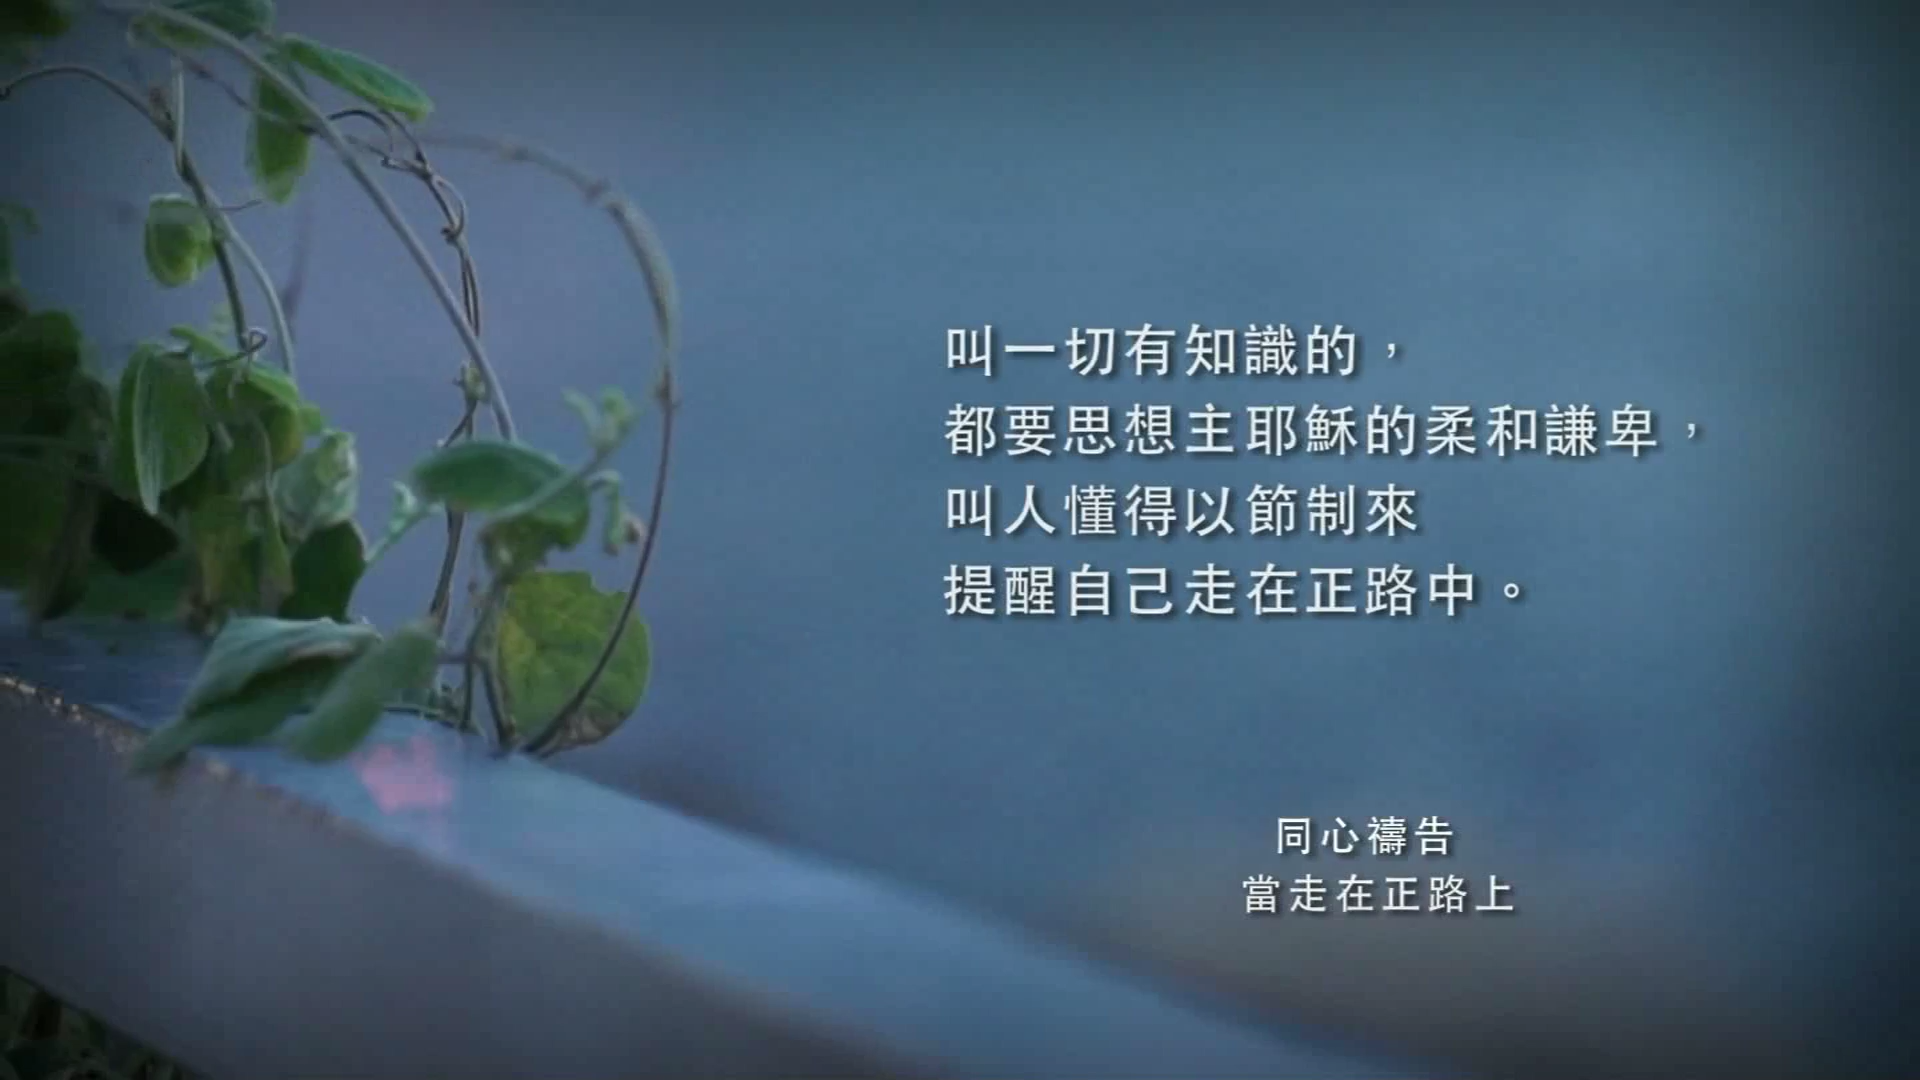 叫一切有知識的，
都要思想主耶穌的柔和謙卑，
叫人懂得以節制來
提醒自己走在正路中。
同心禱告
當走在正路上